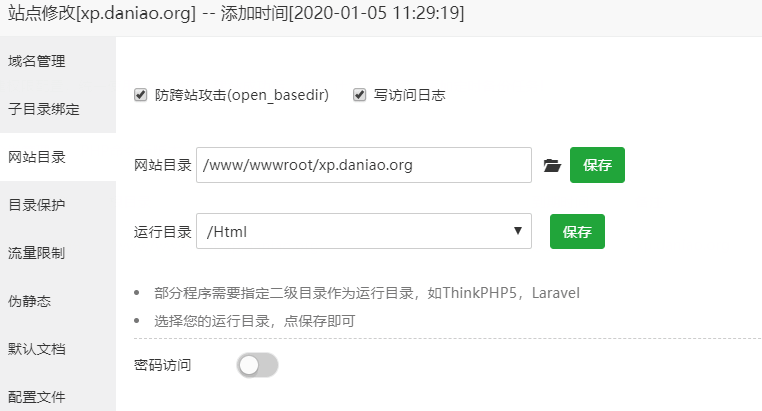 站点修改[xp.daniao.org] -- 添加时间[2020-01-05 11:29:19]
域名管理
子目录绑定
网站目录
目录保护
流量限制
伪静态
默认文档
配置文件
防跨站攻击(open_basedir) 写访问日志
网站目录 /www/wwwroot/xp.daniao.org 保存
运行目录 /Html 保存
部分程序需要指定二级目录作为运行目录，如ThinkPHP5，Laravel
选择您的运行目录，点保存即可
密码访问